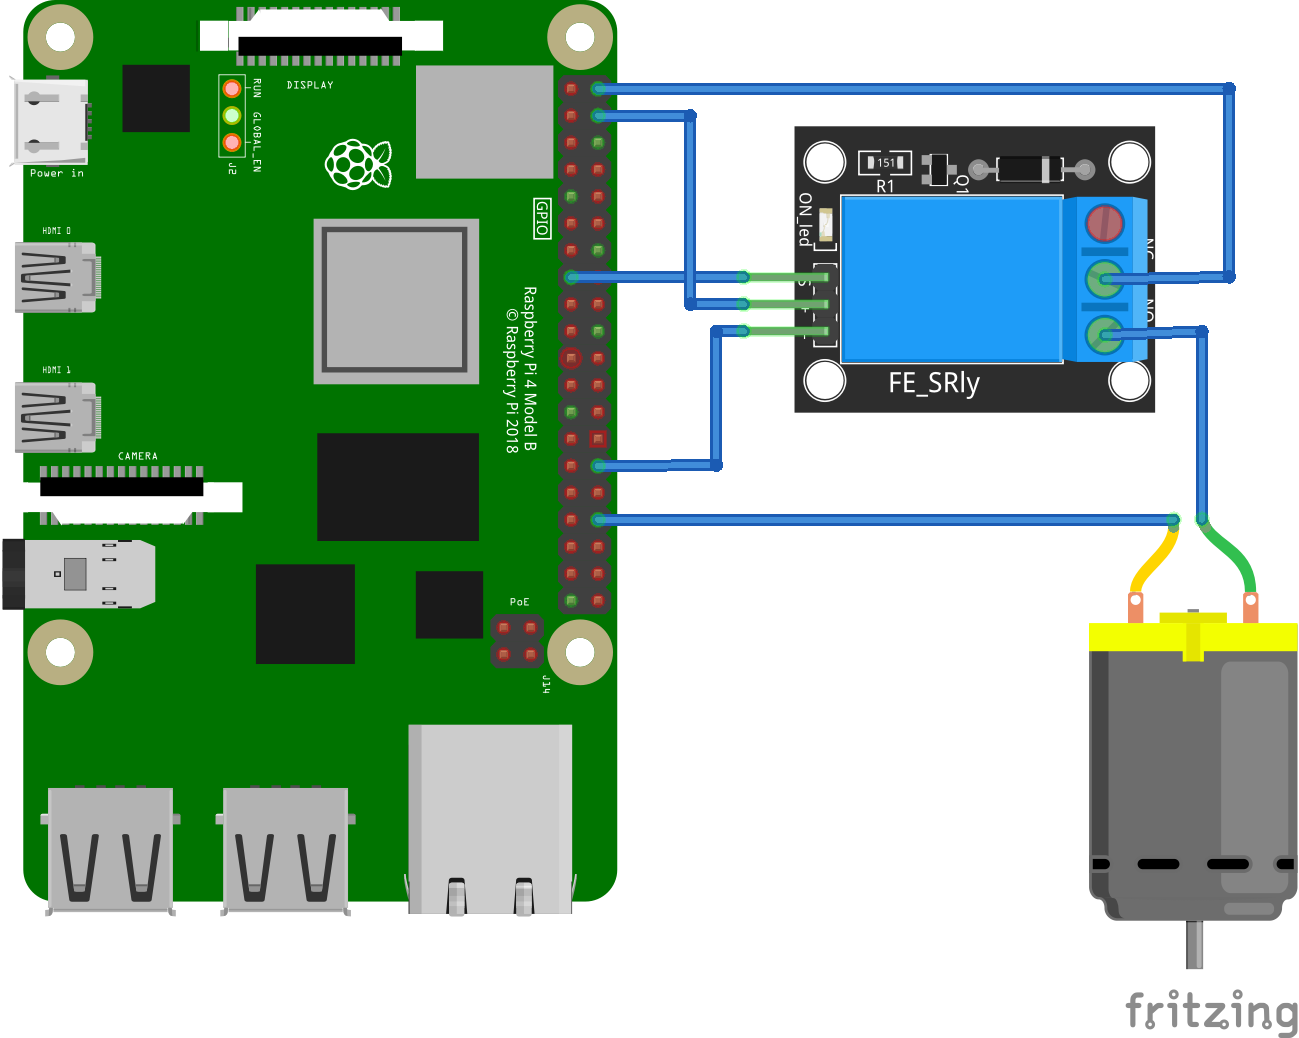 DISPLAY
RUN
GLOBAL_EN
J2
Power in
GPIO
HDMI 0
HDMI 1
Raspberry Pi 4 Model B
© Raspberry Pi 2018
CAMERA
PoE
J14
151
R1
Q1
ON_led
S
+
-
NC
NO
FE_SRly
fritzing